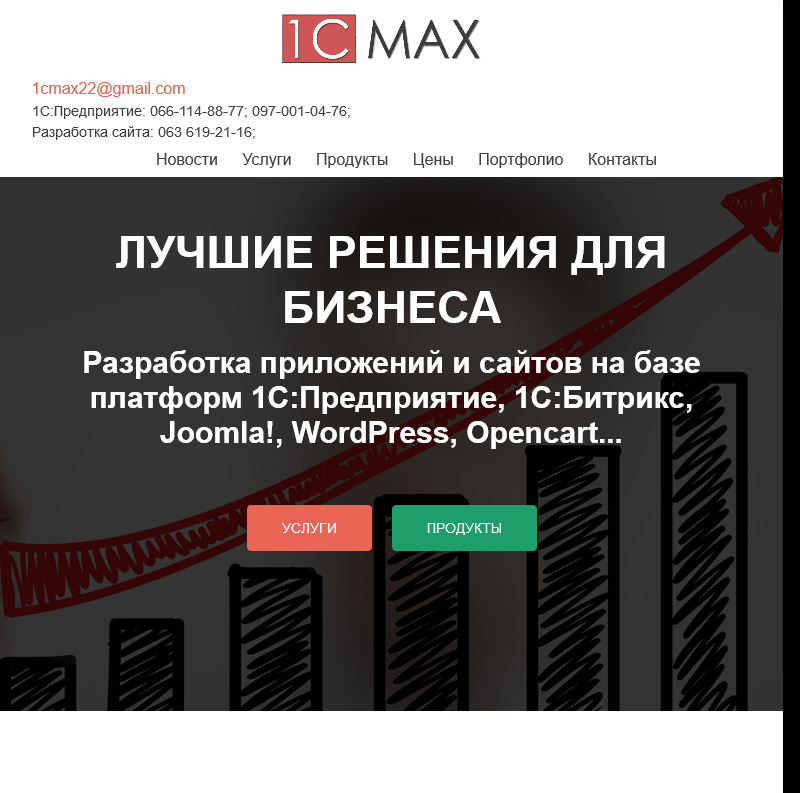 1C MAX
1cmax22@gmail.com
1С:Предприятие: 066-114-88-77; 097-001-04-76;
Разработка сайта: 063 619-21-16;
Новости Услуги Продукты Цены Портфолио Контакты
ЛУЧШИЕ РЕШЕНИЯ ДЛЯ
БИЗНЕСА
Разработка приложений и сайтов на базе
платформ 1С:Предприятие, 1С:Битрикс,
Joomla!, WordPress, Opencart...
УСЛУГИ ПРОДУКТЫ